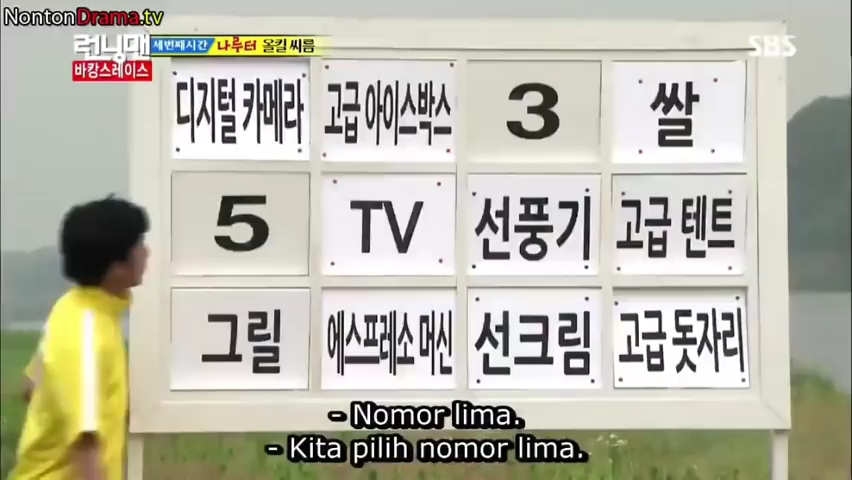 NontonDrama.tv
런닝맨 세번째시간 나루터 올킬 씨름 SBS
바캉스레이스
디지털 카메라 고급 아이스박스 3 쌀
5 TV 선풍기 고급 텐트
그릴 에스프레소 머신 선크림 고급 돗자리
- Nomor lima.
- Kita pilih nomor lima.